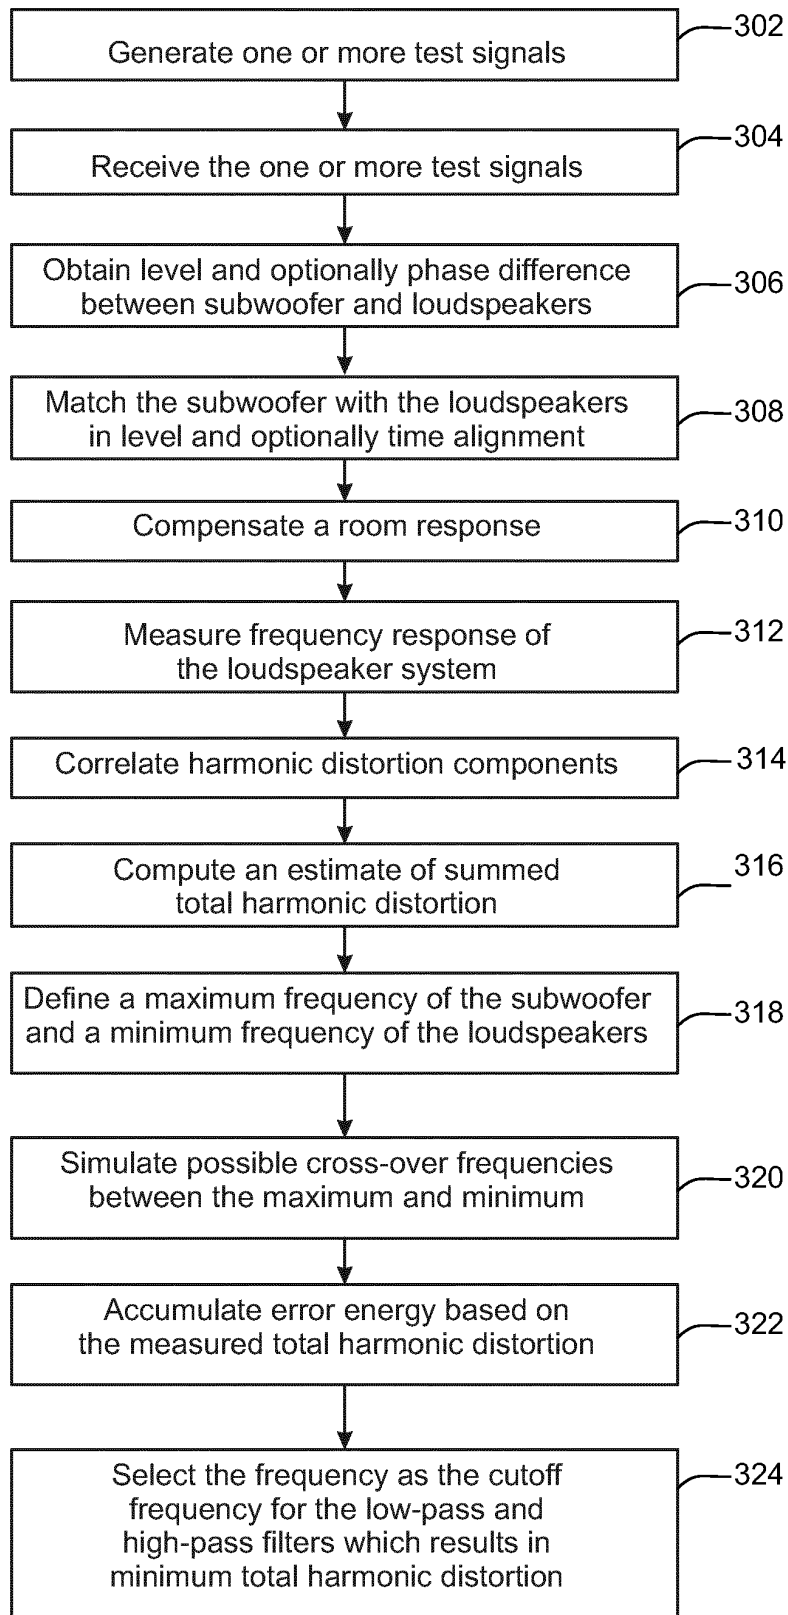 Generate one or more test signals
302
Receive the one or more test signals
304
Obtain level and optionally phase difference
between subwoofer and loudspeakers
306
Match the subwoofer with the loudspeakers
in level and optionally time alignment
308
Compensate a room response
310
Measure frequency response of
the loudspeaker system
312
Correlate harmonic distortion components
314
Compute an estimate of summed
total harmonic distortion
316
Define a maximum frequency of the subwoofer
and a minimum frequency of the loudspeakers
318
Simulate possible cross-over frequencies
between the maximum and minimum
320
Accumulate error energy based on
the measured total harmonic distortion
322
Select the frequency as the cutoff
frequency for the low-pass and
high-pass filters which results in
minimum total harmonic distortion
324